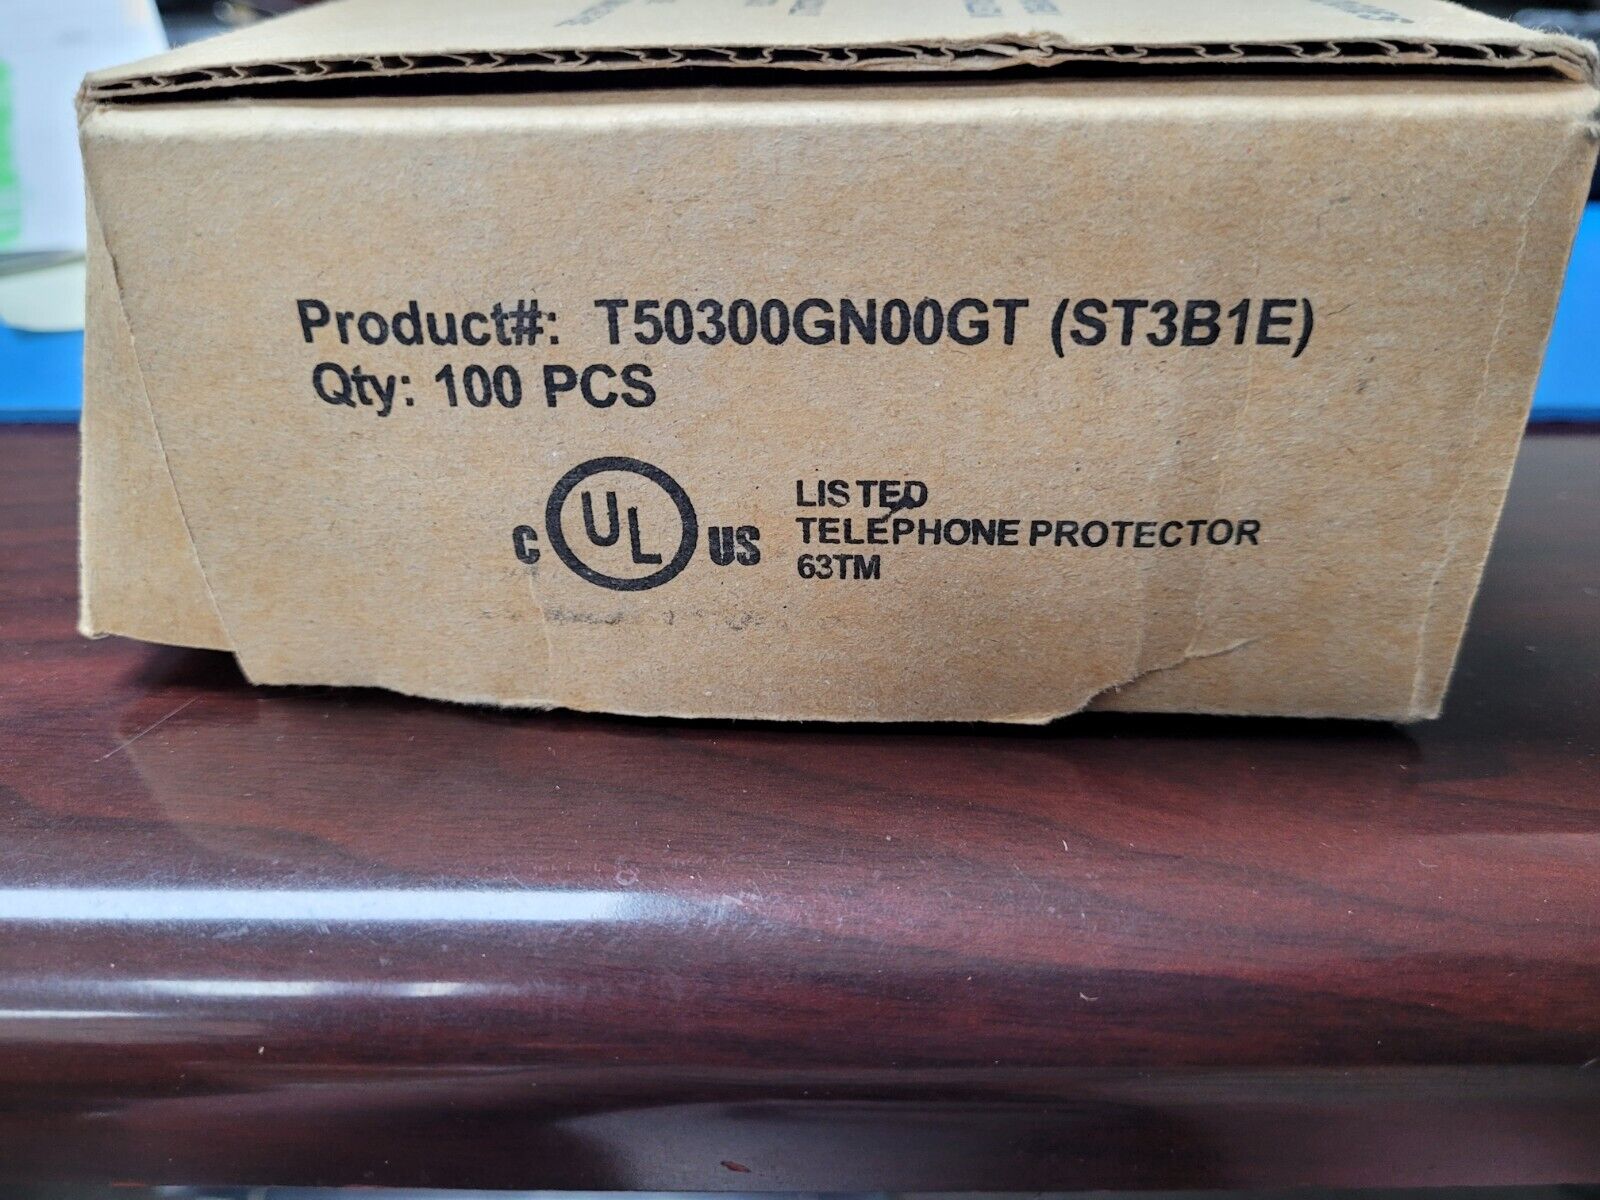 Product#: T50300GN00GT (ST3B1E)
Qty: 100 PCS
C UL US
LISTED
TELEPHONE PROTECTOR
63TM